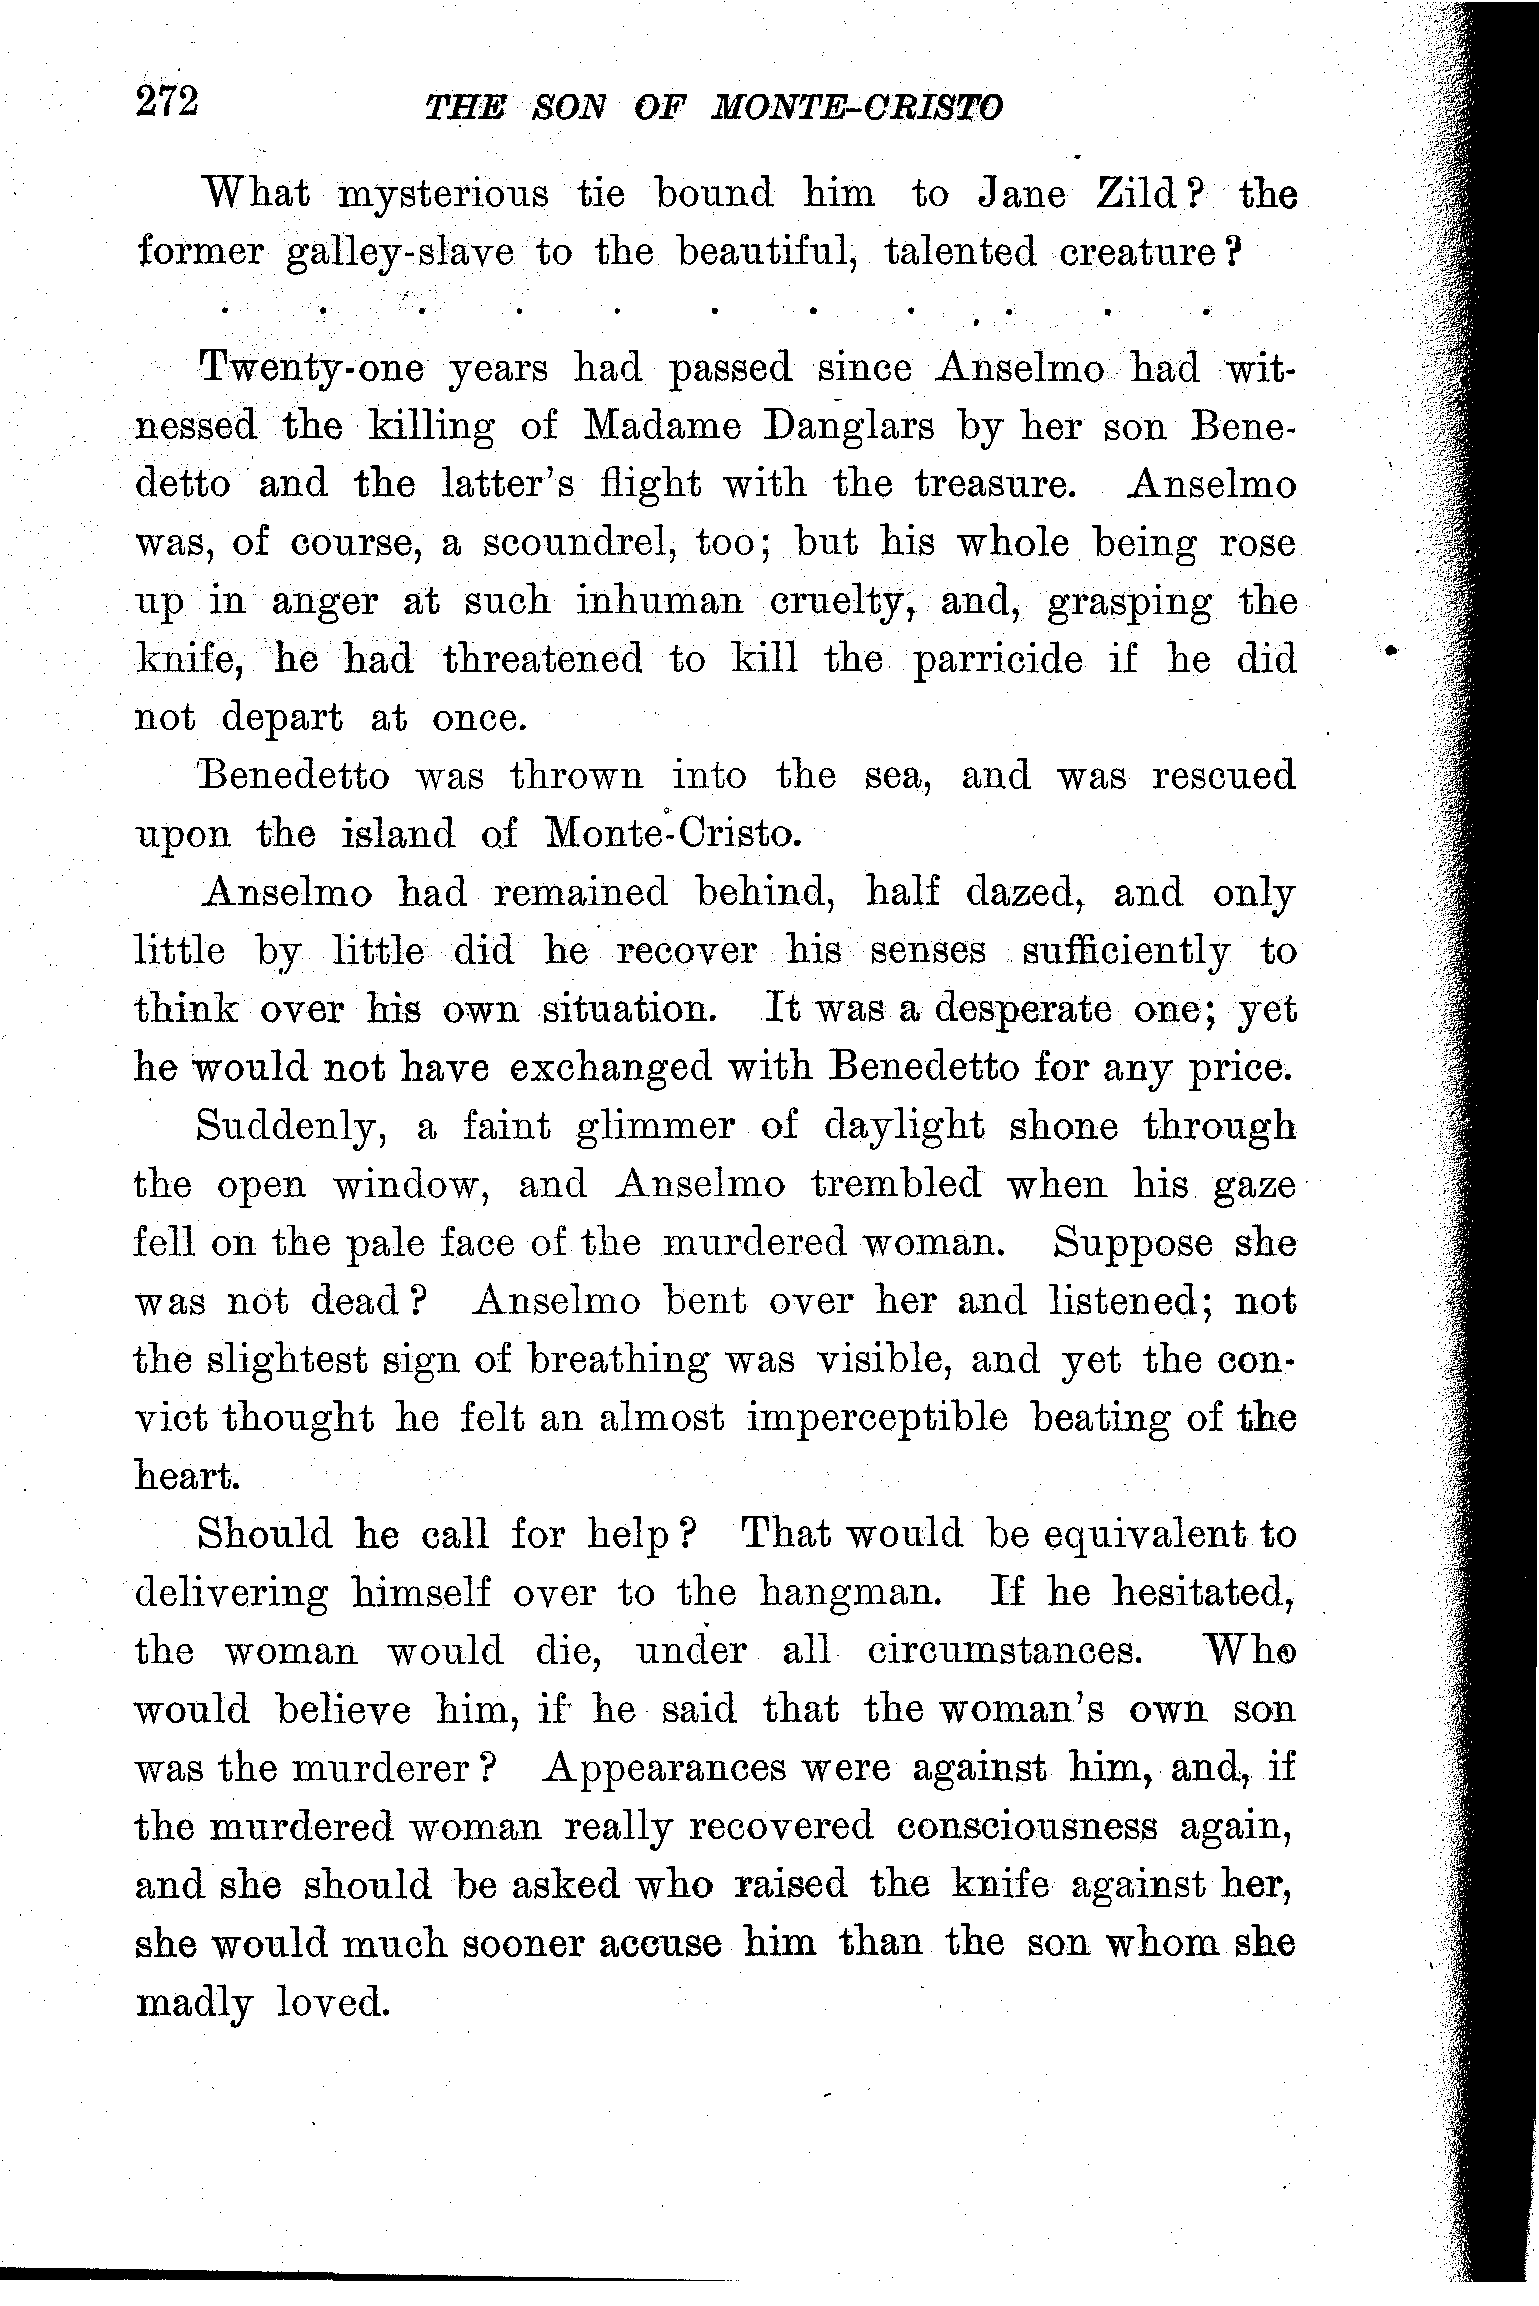 272 THE SON OF MONTE-CRISTO
What mysterious tie bound him to Jane Zild? the
former galley-slave to the beautiful, talented creature?
. . . . . . . . . . .
Twenty-one years had passed since Anselmo had wit-
nessed the killing of Madame Danglars by her son Bene-
detto and the latter's flight with the treasure. Anselmo
was, of course, a scoundrel, too; but his whole being rose
up in anger at such inhuman cruelty, and, grasping the
knife, he had threatened to kill the parricide if he did
not depart at once.
Benedetto was thrown into the sea, and was rescued
upon the island of Monte-Cristo.
Anselmo had remained behind, half dazed, and only
little by little did he recover his senses sufficiently to
think over his own situation. It was a desperate one; yet
he would not have exchanged with Benedetto for any price.
Suddenly, a faint glimmer of daylight shone through
the open window, and Anselmo trembled when his gaze
fell on the pale face of the murdered woman. Suppose she
was not dead? Anselmo bent over her and listened; not
the slightest sign of breathing was visible, and yet the con-
vict thought he felt an almost imperceptible beating of the
heart.
Should he call for help? That would be equivalent to
delivering himself over to the hangman. If he hesitated,
the woman would die, under all circumstances. Who
would believe him, if he said that the woman's own son
was the murderer? Appearances were against him, and, if
the murdered woman really recovered consciousness again,
and she should be asked who raised the knife against her,
she would much sooner accuse him than the son whom she
madly loved.